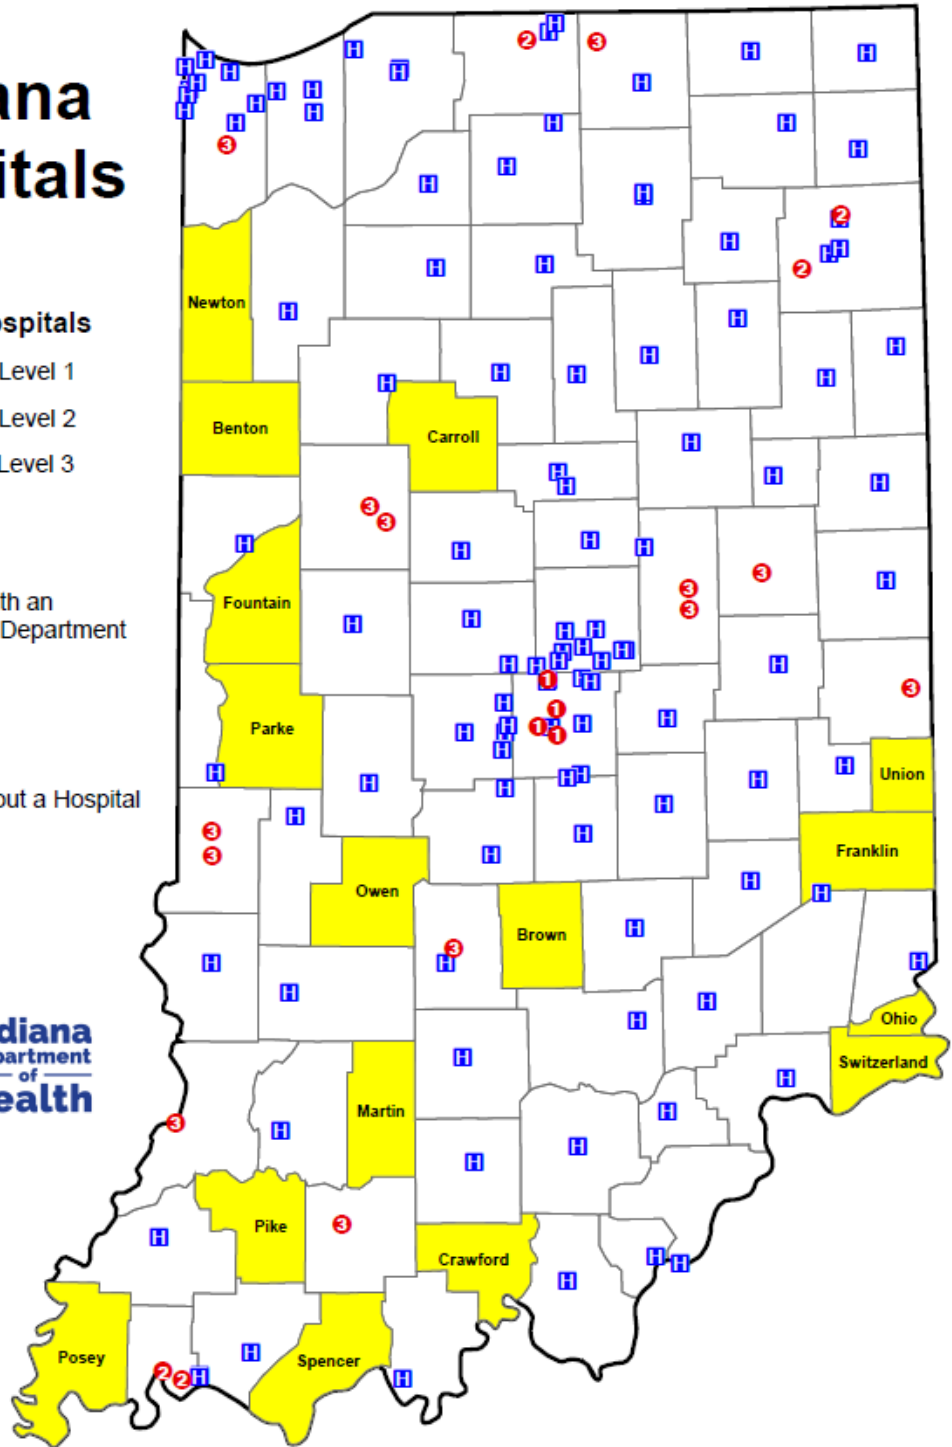 ana
itals
ospitals
Level 1
Level 2
Level 3
th an
Department
out a Hospital
diana
partment
of
ealth
Newton
Benton
Carroll
Fountain
Parke
Union
Franklin
Owen
Brown
Ohio
Switzerland
Martin
Pike
Crawford
Posey
Spencer